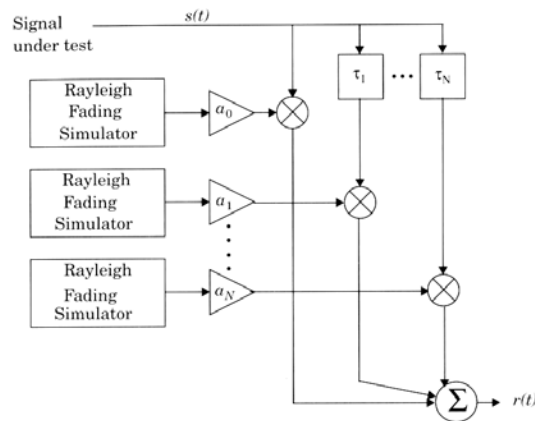 Signal
under test
s(t)
τ1 ••• τN
Rayleigh
Fading
Simulator
a0
Rayleigh
Fading
Simulator
a1
Rayleigh
Fading
Simulator
aN
Σ
r(t)